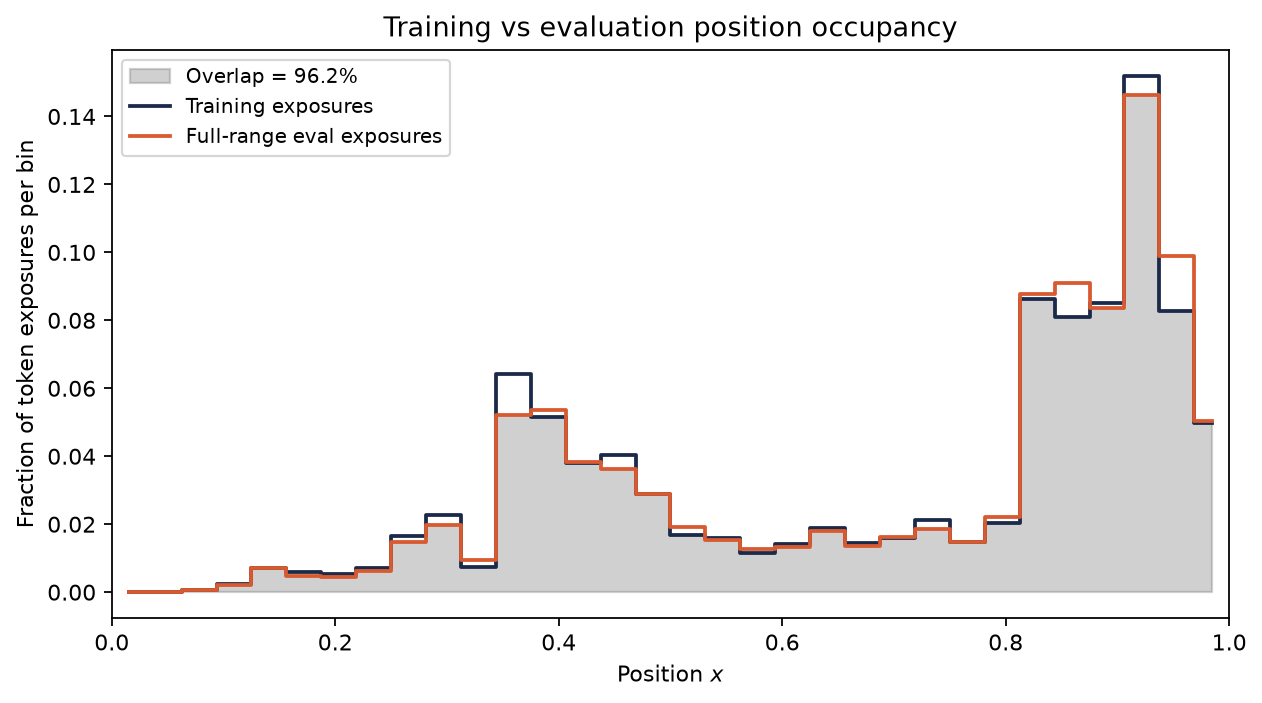 Training vs evaluation position occupancy
Overlap = 96.2%
Training exposures
Full-range eval exposures
Fraction of token exposures per bin
0.14
0.12
0.10
0.08
0.06
0.04
0.02
0.00
0.0 0.2 0.4 0.6 0.8 1.0
Position x